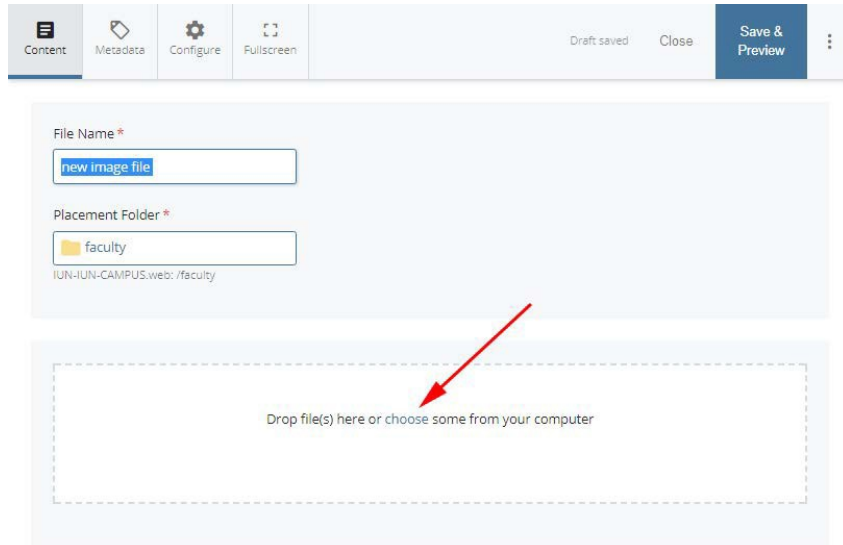 Content
Metadata
Configure
Fullscreen
Draft saved
Close
Save &
Preview
File Name *
new image file
Placement Folder *
faculty
IUN-IUN-CAMPUS.web: /faculty
Drop file(s) here or choose some from your computer